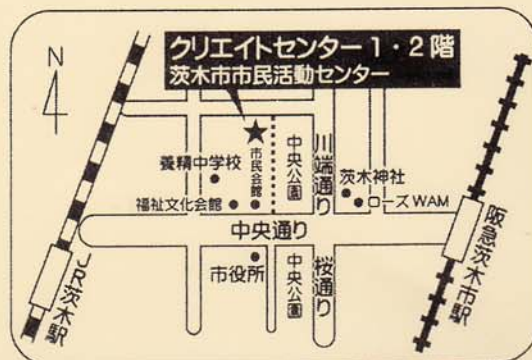 N
クリエイトセンター1・2階
茨木市市民活動センター
養精中学校
市民会館
中央公園
川端通り
茨木神社
ローズWAM
福祉文化会館
中央通り
市役所
中央公園
桜通り
JR茨木駅
阪急茨木市駅